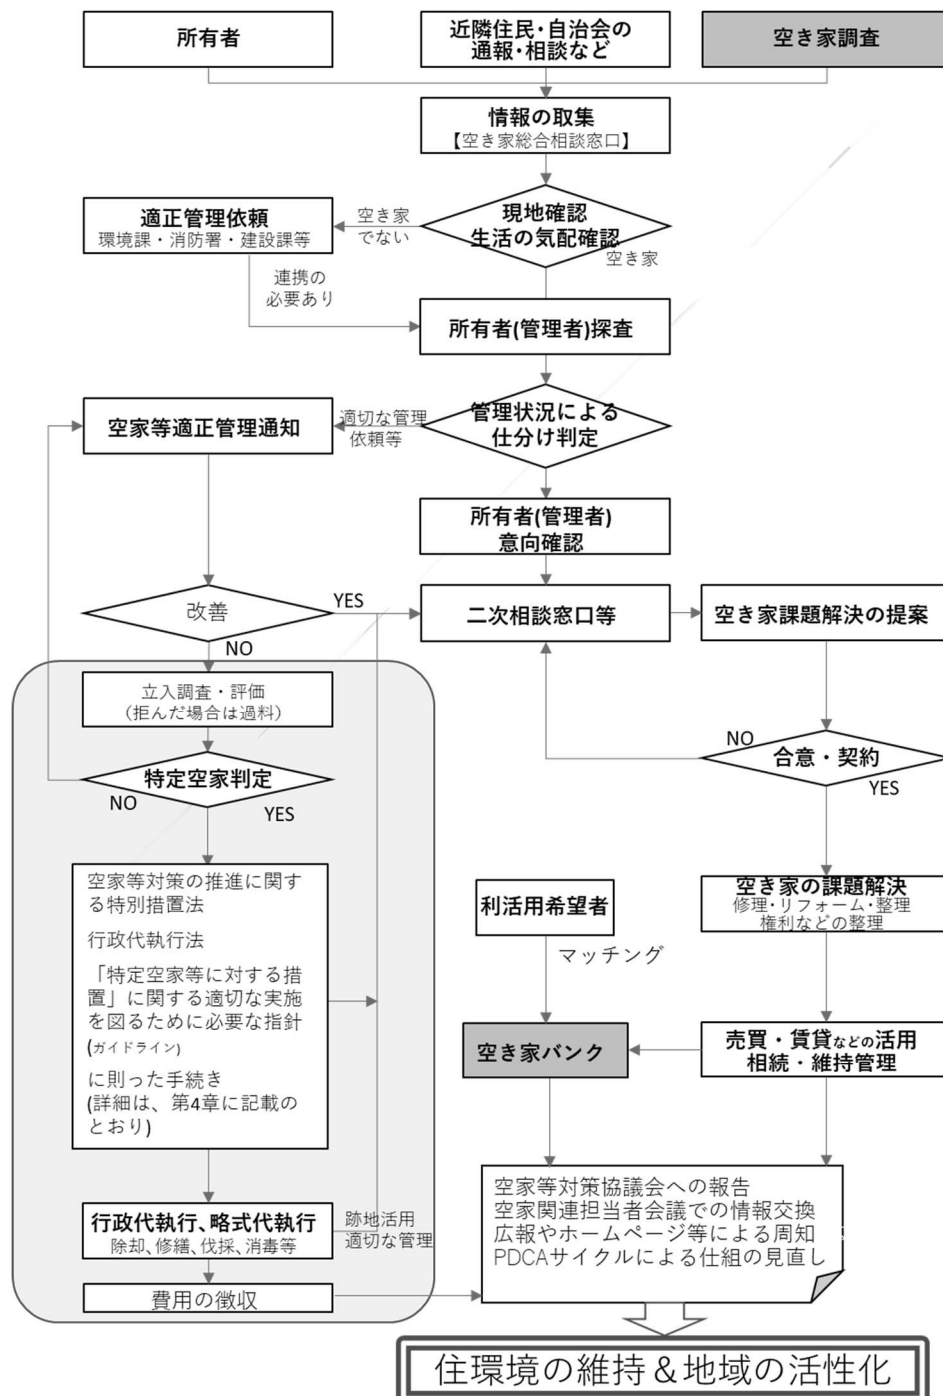 所有者
近隣住民・自治会の
通報・相談など
空き家調査
情報の取集
【空き家総合相談窓口】
現地確認
生活の気配確認
空き家
でない
適正管理依頼
環境課・消防署・建設課等
空き家
連携の
必要あり
所有者(管理者)探査
管理状況による
仕分け判定
適切な管理
依頼等
空家等適正管理通知
所有者(管理者)
意向確認
改善
YES
NO
二次相談窓口等
空き家課題解決の提案
立入調査・評価
(拒んだ場合は過料)
特定空家判定
NO
YES
合意・契約
NO
YES
空家等対策の推進に関す
る特別措置法
行政代執行法
「特定空家等に対する措
置」に関する適切な実施
を図るために必要な指針
(ガイドライン)
に則った手続き
(詳細は、第4章に記載の
とおり)
利活用希望者
マッチング
空き家の課題解決
修理・リフォーム・整理
権利などの整理
空き家バンク
売買・賃貸などの活用
相続・維持管理
行政代執行、略式代執行
除却、修繕、伐採、消毒等
跡地活用
適切な管理
費用の徴収
空家等対策協議会への報告
空家関連担当者会議での情報交換
広報やホームページ等による周知
PDCAサイクルによる仕組の見直し
住環境の維持&地域の活性化